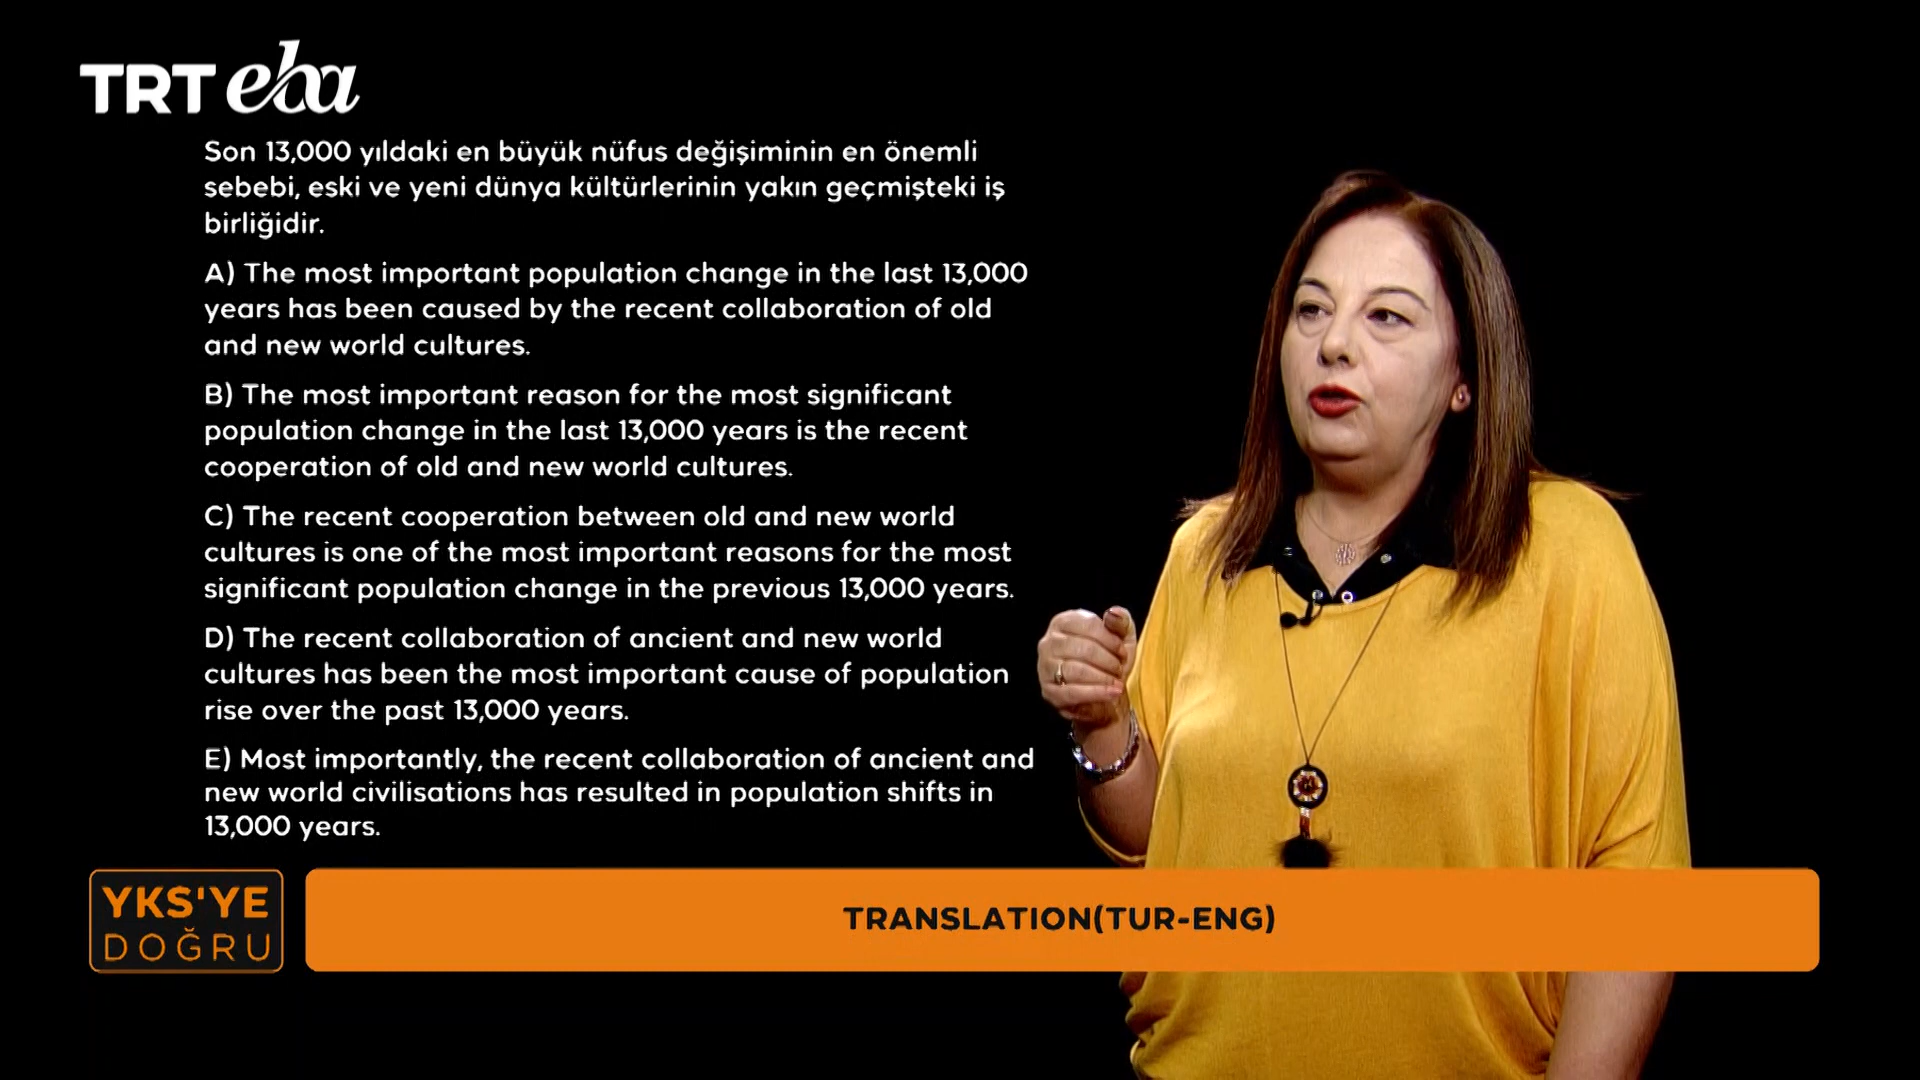 TRT eba
Son 13,000 yıldaki en büyük nüfus değişiminin en önemli
sebebi, eski ve yeni dünya kültürlerinin yakın geçmişteki iş
birliğidir.
A) The most important population change in the last 13,000
years has been caused by the recent collaboration of old
and new world cultures.
B) The most important reason for the most significant
population change in the last 13,000 years is the recent
cooperation of old and new world cultures.
C) The recent cooperation between old and new world
cultures is one of the most important reasons for the most
significant population change in the previous 13,000 years.
D) The recent collaboration of ancient and new world
cultures has been the most important cause of population
rise over the past 13,000 years.
E) Most importantly, the recent collaboration of ancient and
new world civilisations has resulted in population shifts in
13,000 years.
YKS'YE
DOĞRU
TRANSLATION(TUR-ENG)